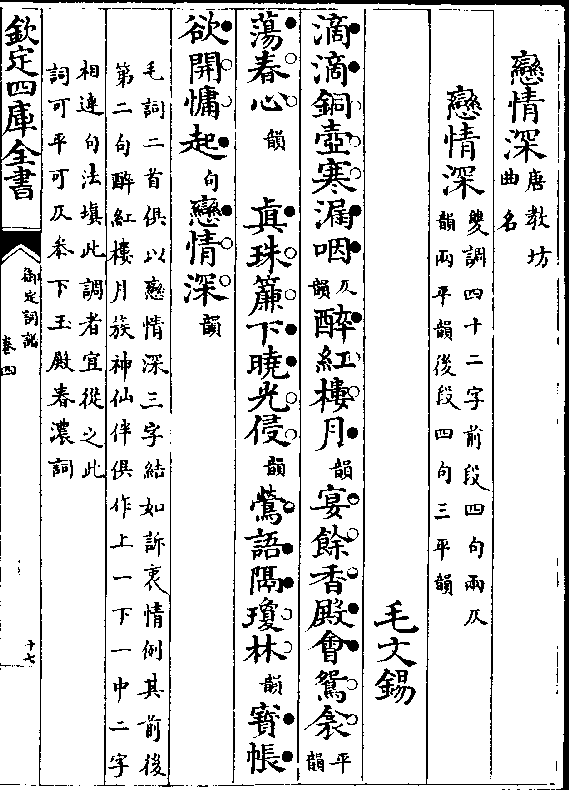 戀情深唐敎坊曲名
戀情深雙調四十二字前段四句兩仄韻兩平韻後段四句三平韻
毛文錫
滴滴銅壺寒漏咽仄韻醉紅樓月韻宴餘香殿會鴛衾平韻
蕩春心韻真珠簾下曉光侵韻鶯語隔瓊林韻寳帳
欲開慵起句戀情深韻
毛詞二首俱以戀情深三字結如訴衷情例其前後
第二句醉紅樓月族神仙伴俱作上一下一中二字
相連句法填此調者宜從之此
詞可平可仄叅下玉殿春濃詞
欽定四庫全書
御定詞譜
卷四
十七